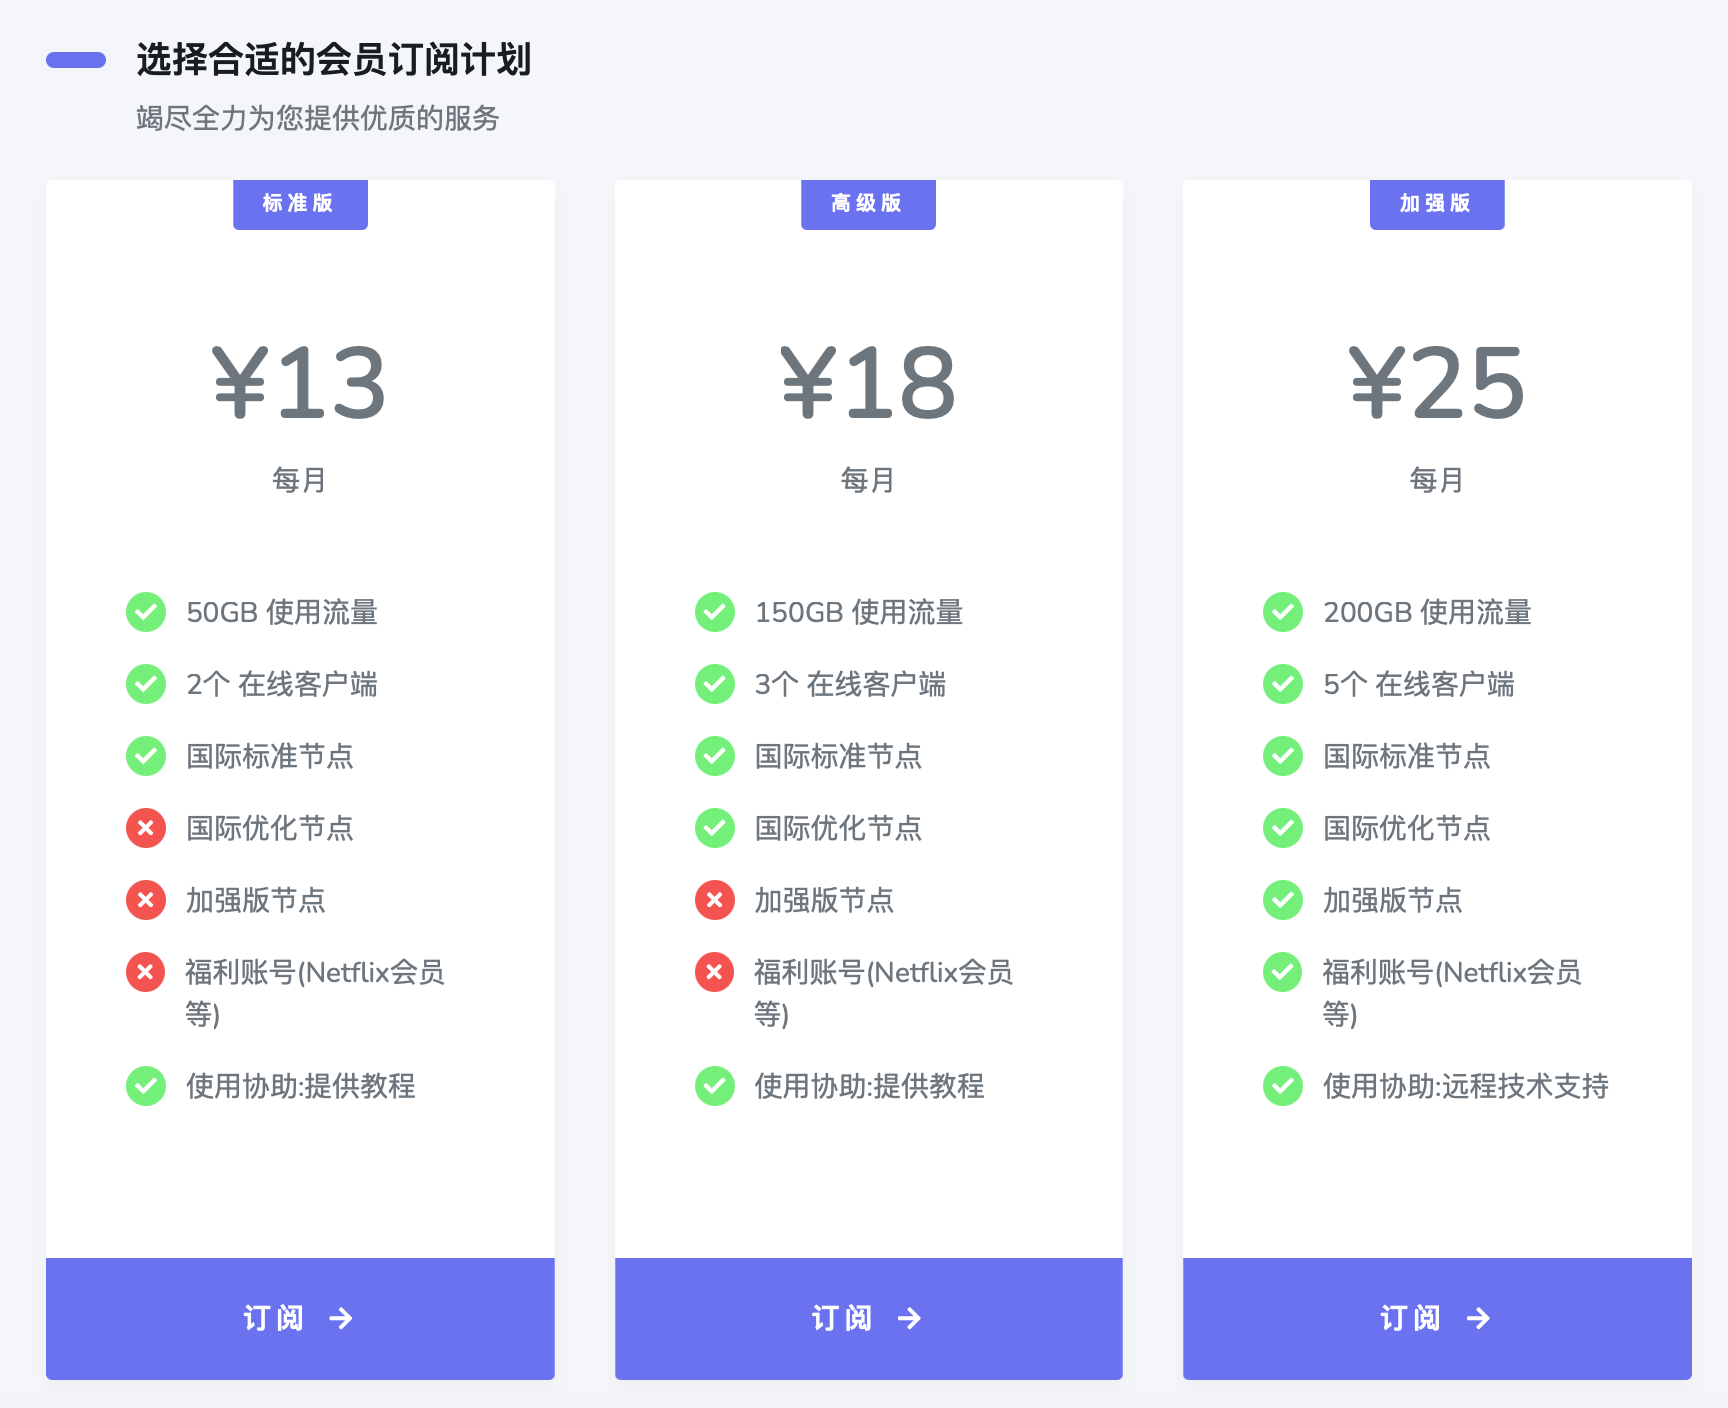 选择合适的会员订阅计划
竭尽全力为您提供优质的服务
标准版
¥13
每月
50GB 使用流量
2个 在线客户端
国际标准节点
国际优化节点
加强版节点
福利账号(Netflix会员
等)
使用协助:提供教程
订阅 →
高级版
¥18
每月
150GB 使用流量
3个 在线客户端
国际标准节点
国际优化节点
加强版节点
福利账号(Netflix会员
等)
使用协助:提供教程
订阅 →
加强版
¥25
每月
200GB 使用流量
5个 在线客户端
国际标准节点
国际优化节点
加强版节点
福利账号(Netflix会员
等)
使用协助:远程技术支持
订阅 →